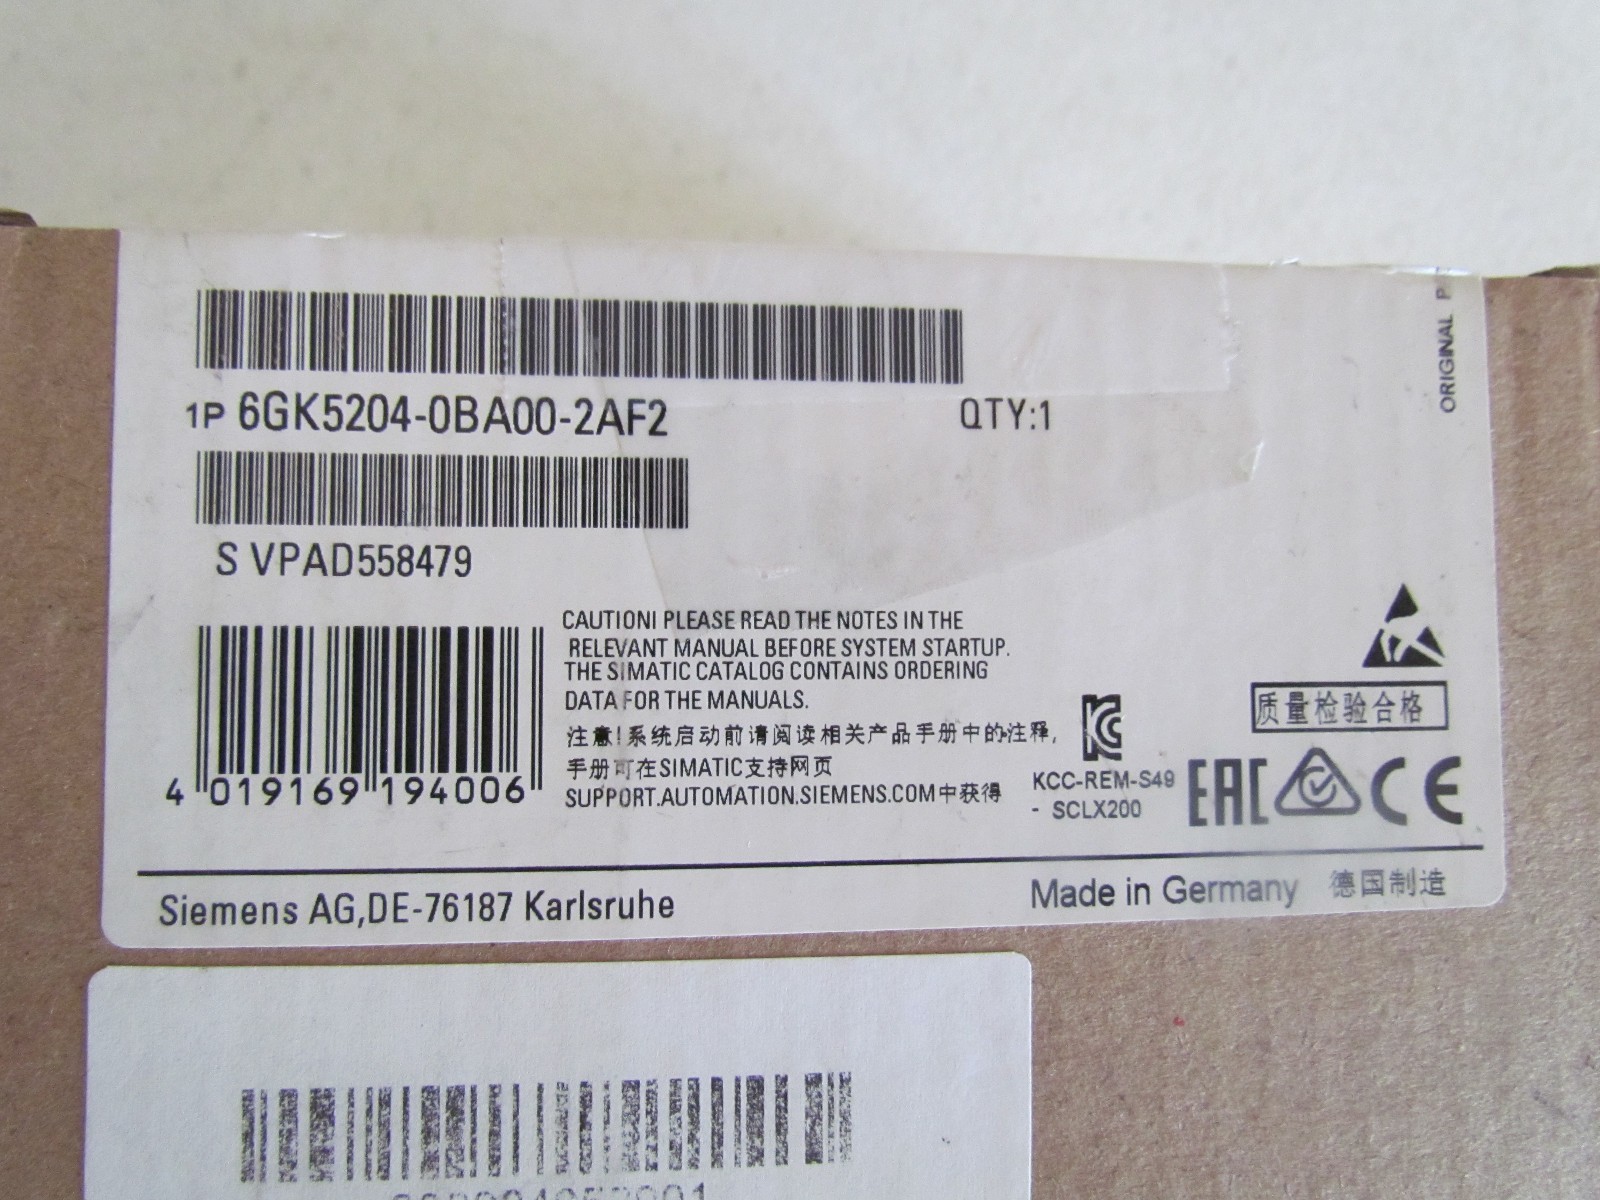 1P 6GK5204-0BA00-2AF2
QTY:1
ORIGINAL
S VPAD558479
CAUTION! PLEASE READ THE NOTES IN THE
RELEVANT MANUAL BEFORE SYSTEM STARTUP.
THE SIMATIC CATALOG CONTAINS ORDERING
DATA FOR THE MANUALS.
注意!系统启动前请阅读相关产品手册中的注释,
手册可在SIMATIC支持网页
SUPPORT.AUTOMATION.SIEMENS.COM中获得
4 019169 194006
质量检验合格
KC
KCC-REM-S49
- SCLX200
EAC
CE
Siemens AG,DE-76187 Karlsruhe
Made in Germany 德国制造